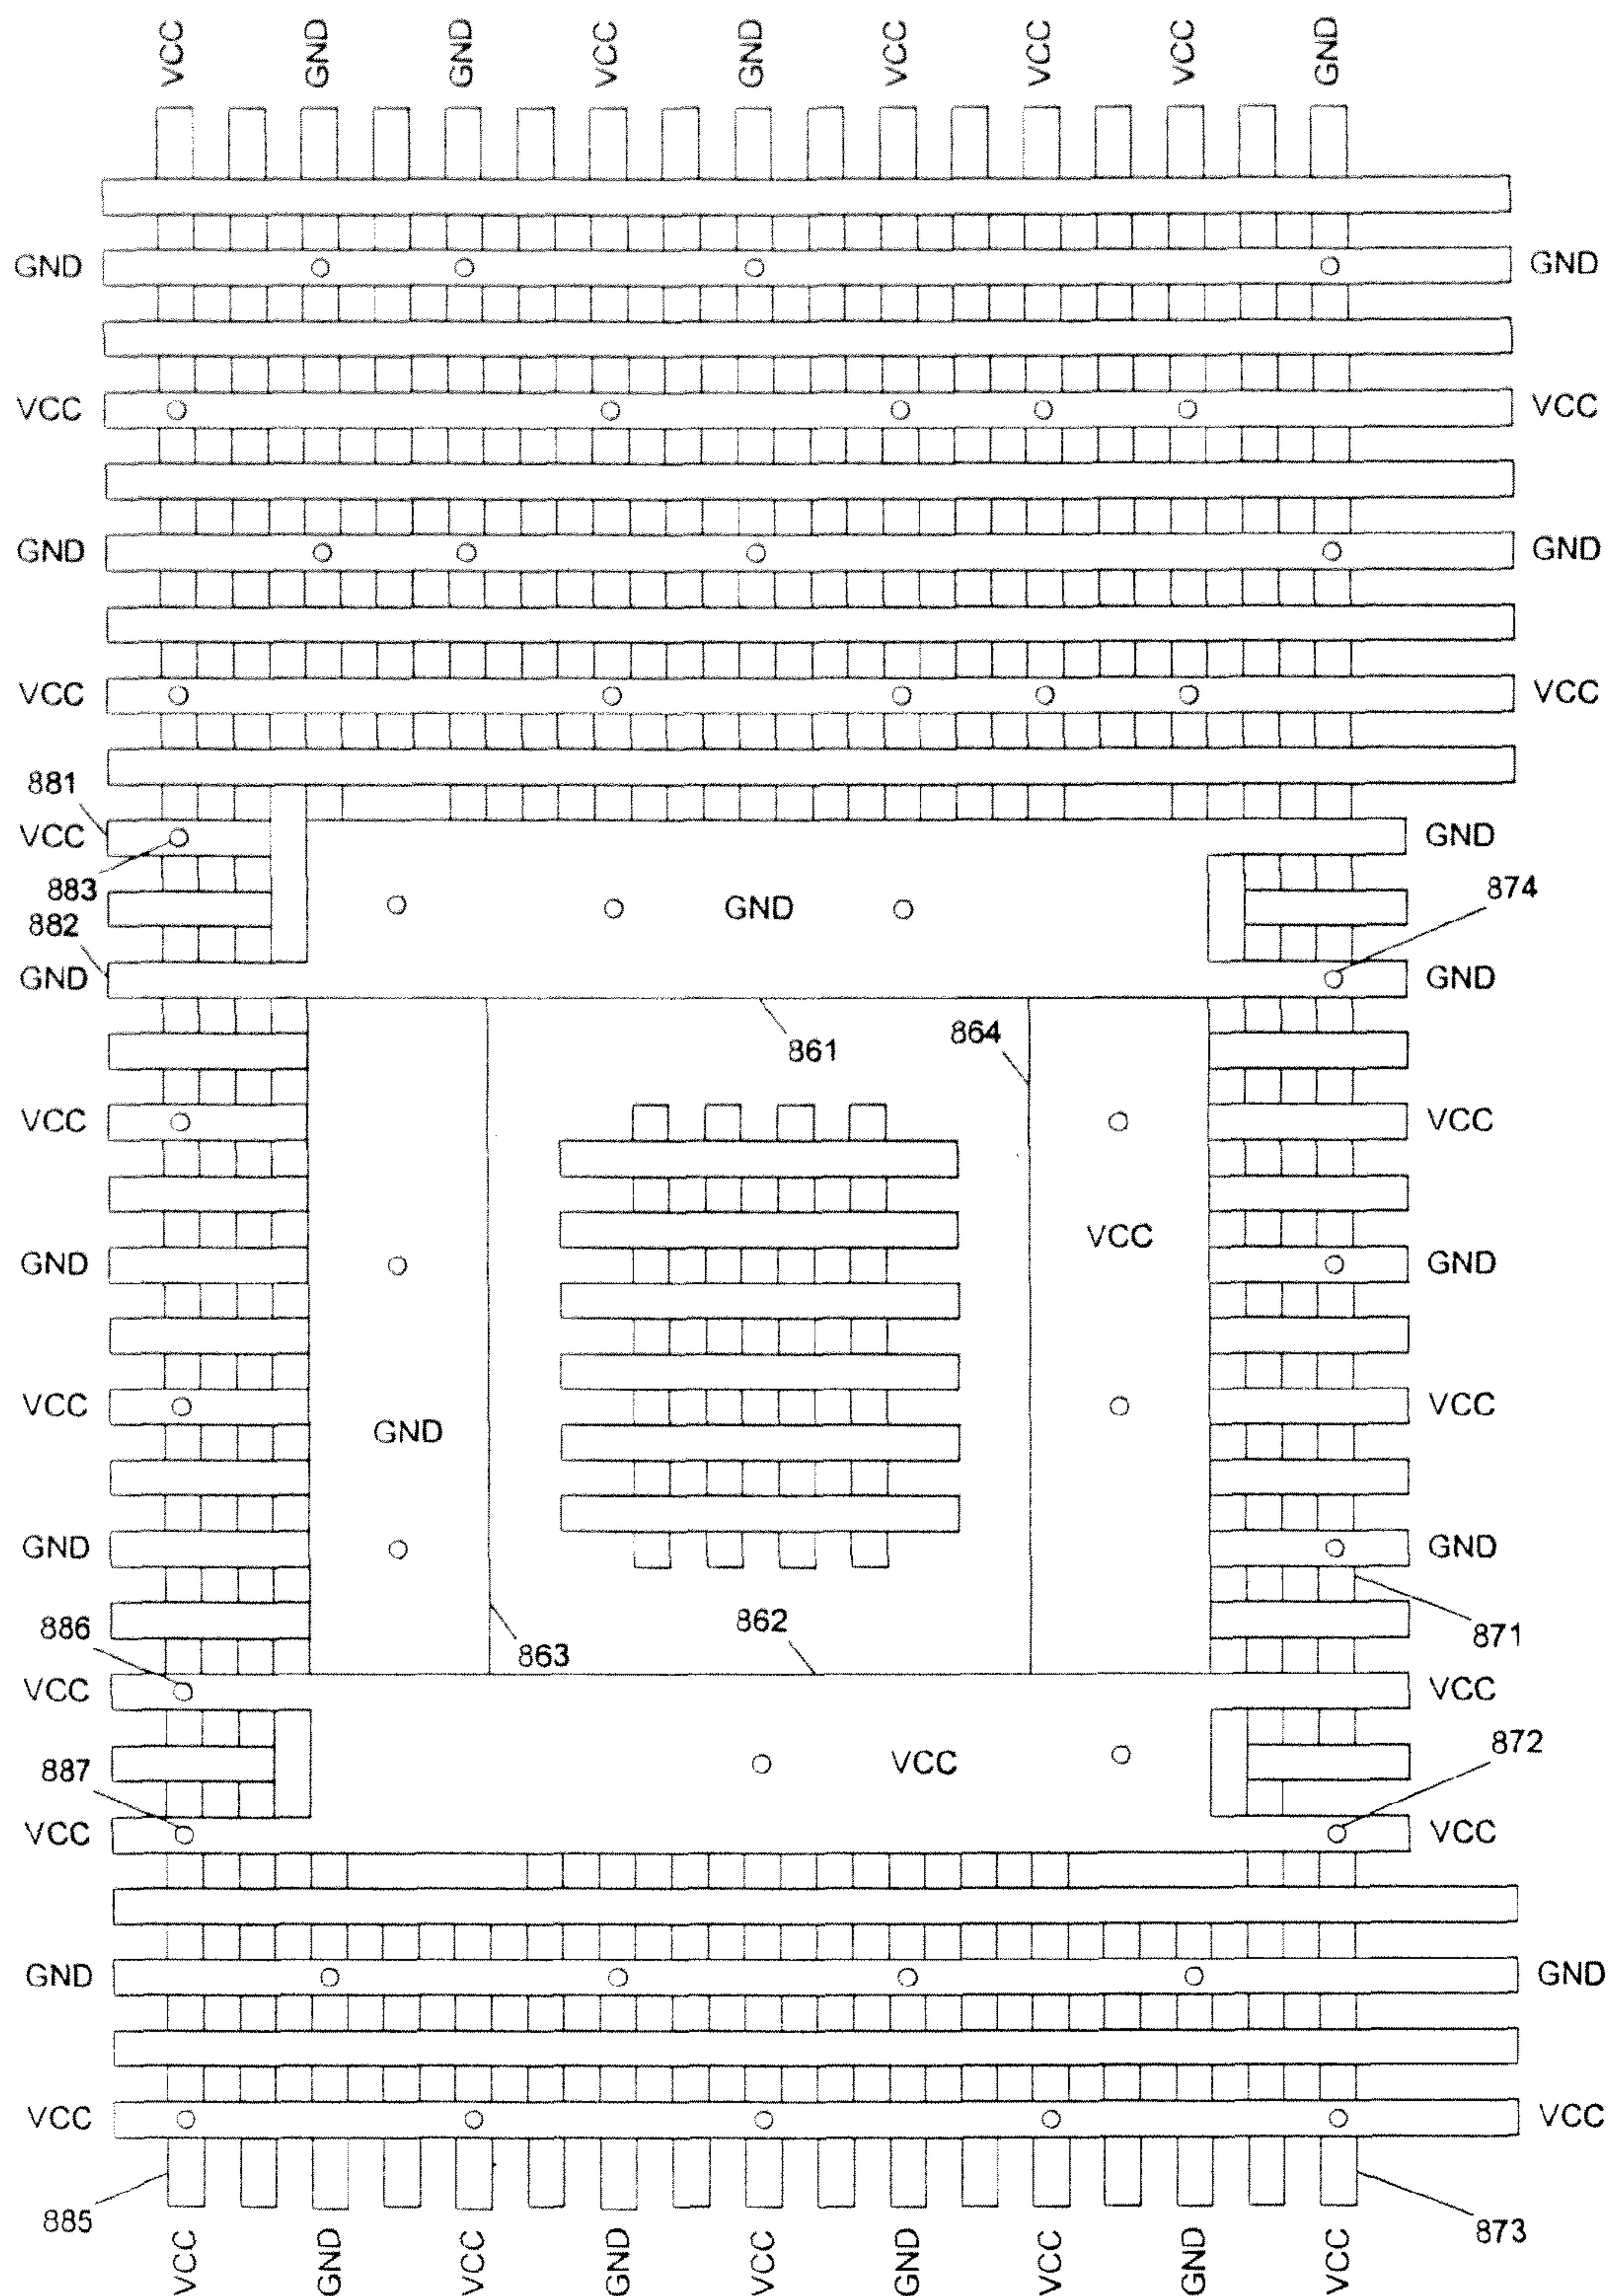 VCC GND GND VCC GND VCC VCC VCC GND
GND GND
VCC VCC
GND GND
VCC VCC
881
VCC GND
883 874
GND
882
GND GND
864
861
VCC VCC
VCC
GND GND
VCC VCC
GND
GND GND
886 862
871
863
VCC VCC
872
887 VCC
VCC VCC
GND GND
VCC VCC
885 873
VCC GND VCC GND VCC GND VCC GND VCC